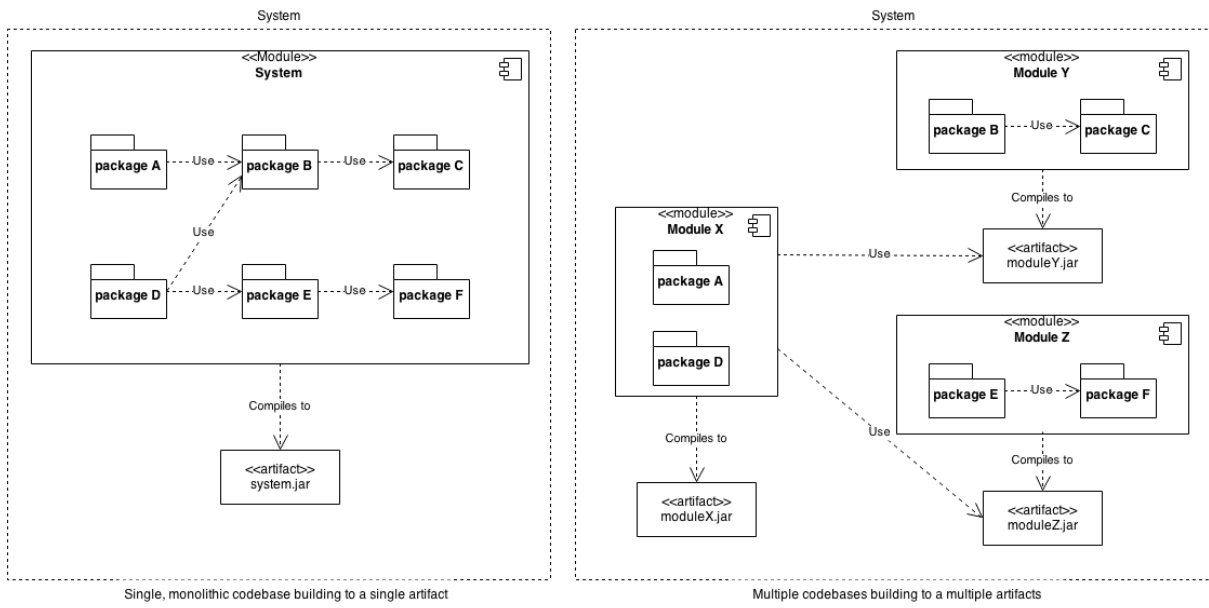 System
<<Module>>
System
package A
Use
package B
Use
package C
Use
package D
Use
package E
Use
package F
Compiles to
<<artifact>>
system.jar
Single, monolithic codebase building to a single artifact
System
<<module>>
Module Y
package B
Use
package C
Compiles to
<<artifact>>
moduleY.jar
<<module>>
Module X
package A
package D
Use
Use
Compiles to
<<artifact>>
moduleX.jar
<<module>>
Module Z
package E
Use
package F
Compiles to
<<artifact>>
moduleZ.jar
Multiple codebases building to a multiple artifacts